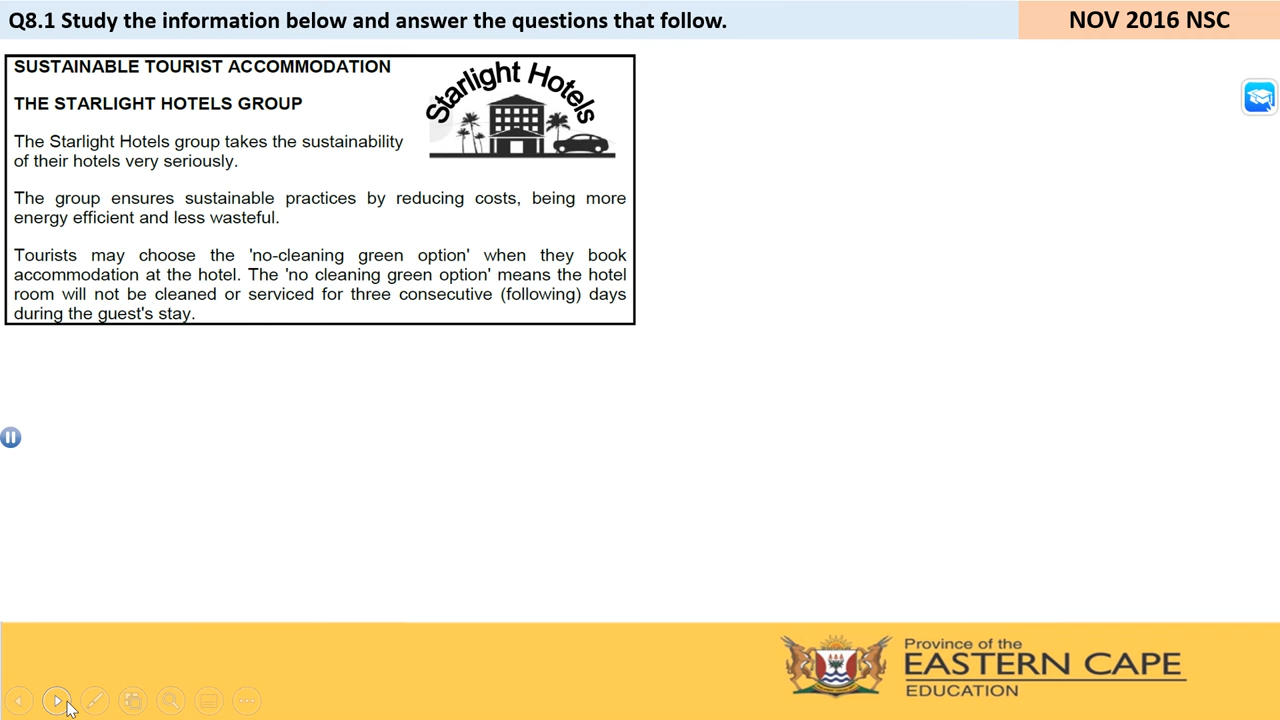 Q8.1 Study the information below and answer the questions that follow.
NOV 2016 NSC
SUSTAINABLE TOURIST ACCOMMODATION
Starlight Hotels
THE STARLIGHT HOTELS GROUP
The Starlight Hotels group takes the sustainability
of their hotels very seriously.
The group ensures sustainable practices by reducing costs, being more
energy efficient and less wasteful.
Tourists may choose the 'no-cleaning green option' when they book
accommodation at the hotel. The 'no cleaning green option' means the hotel
room will not be cleaned or serviced for three consecutive (following) days
during the guest's stay.
Province of the
EASTERN CAPE
EDUCATION